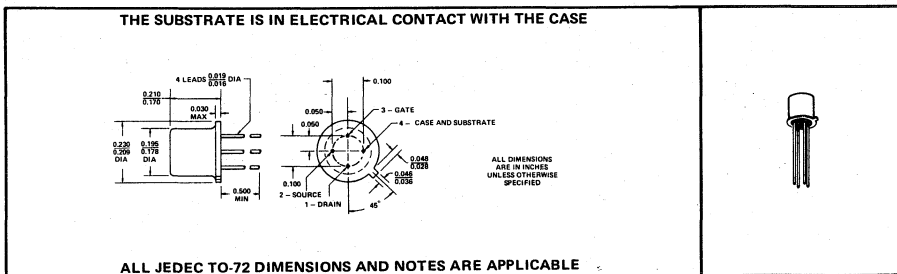 THE SUBSTRATE IS IN ELECTRICAL CONTACT WITH THE CASE
4 LEADS 0.019 DIA
0.016
0.210
0.170
0.030
MAX
0.230
0.209
DIA
0.195
0.178
DIA
0.500
MIN
0.100
0.050
0.050
3 – GATE
4 – CASE AND SUBSTRATE
0.048
0.028
0.046
0.036
0.100
2 – SOURCE
1 – DRAIN
45°
ALL DIMENSIONS
ARE IN INCHES
UNLESS OTHERWISE
SPECIFIED
ALL JEDEC TO-72 DIMENSIONS AND NOTES ARE APPLICABLE